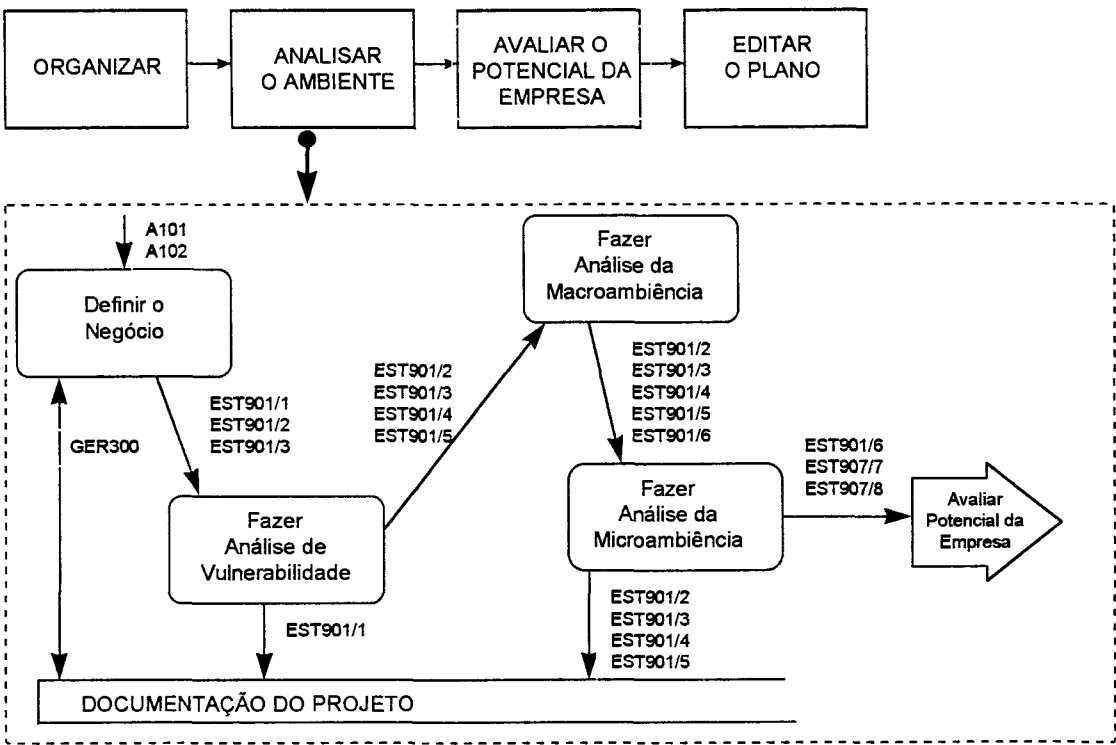 ORGANIZAR
ANALISAR
O AMBIENTE
AVALIAR O
POTENCIAL DA
EMPRESA
EDITAR
O PLANO
A101
A102
Definir o
Negócio
Fazer
Análise da
Macroambiência
EST901/2
EST901/3
EST901/4
EST901/5
EST901/2
EST901/3
EST901/4
EST901/5
EST901/6
EST901/1
EST901/2
EST901/3
GER300
EST901/6
EST907/7
EST907/8
Fazer
Análise de
Vulnerabilidade
Fazer
Análise da
Microambiência
Avaliar
Potencial da
Empresa
EST901/1
EST901/2
EST901/3
EST901/4
EST901/5
DOCUMENTAÇÃO DO PROJETO